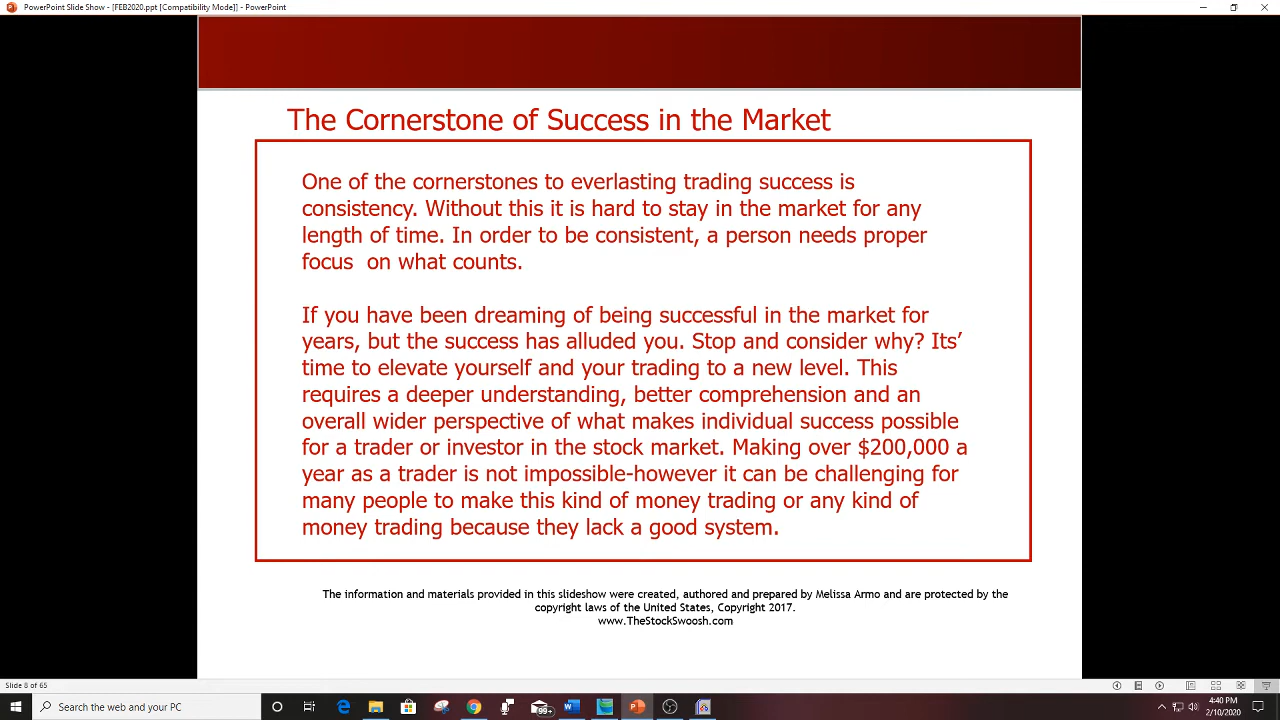 PowerPoint Slide Show - [FEB2020.ppt [Compatibility Mode]] - PowerPoint
The Cornerstone of Success in the Market
One of the cornerstones to everlasting trading success is
consistency. Without this it is hard to stay in the market for any
length of time. In order to be consistent, a person needs proper
focus  on what counts.
If you have been dreaming of being successful in the market for
years, but the success has alluded you. Stop and consider why? Its’
time to elevate yourself and your trading to a new level. This
requires a deeper understanding, better comprehension and an
overall wider perspective of what makes individual success possible
for a trader or investor in the stock market. Making over $200,000 a
year as a trader is not impossible-however it can be challenging for
many people to make this kind of money trading or any kind of
money trading because they lack a good system.
The information and materials provided in this slideshow were created, authored and prepared by Melissa Armo and are protected by the
copyright laws of the United States, Copyright 2017.
www.TheStockSwoosh.com
Slide 8 of 65
Search the web and your PC
99+
4:40 PM
2/10/2020